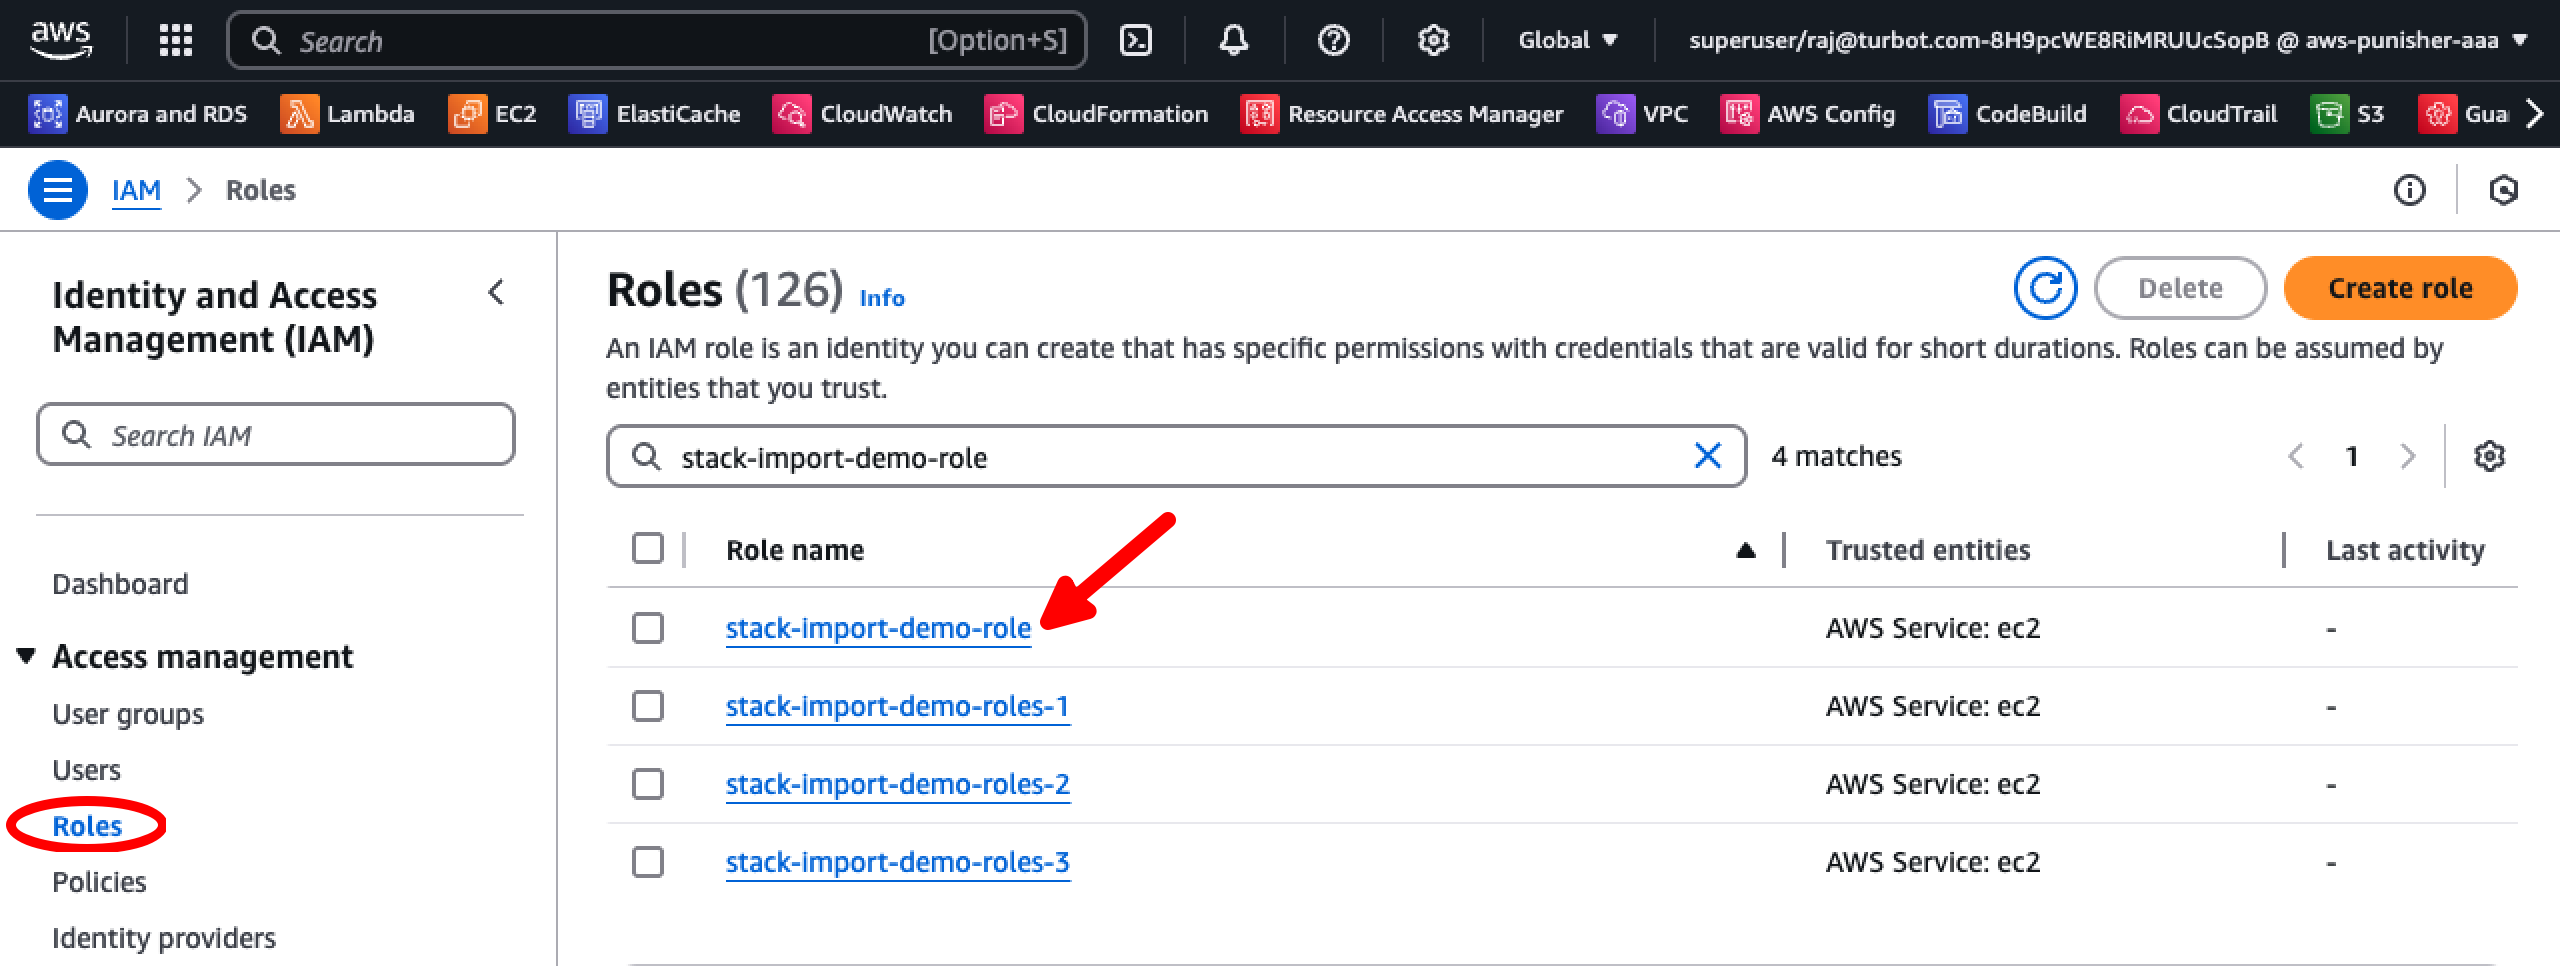 aws
Search [Option+S] Global superuser/raj@turbot.com-8H9pcWE8RiMRUUcSopB @ aws-punisher-aaa
Aurora and RDS Lambda EC2 ElastiCache CloudWatch CloudFormation Resource Access Manager VPC AWS Config CodeBuild CloudTrail S3 Gua
IAM Roles
Identity and Access
Management (IAM)
Search IAM
Dashboard
Access management
User groups
Users
Roles
Policies
Identity providers
Roles (126) Info
Delete
Create role
An IAM role is an identity you can create that has specific permissions with credentials that are valid for short durations. Roles can be assumed by
entities that you trust.
stack-import-demo-role 4 matches 1
Role name Trusted entities Last activity
stack-import-demo-role AWS Service: ec2 -
stack-import-demo-roles-1 AWS Service: ec2 -
stack-import-demo-roles-2 AWS Service: ec2 -
stack-import-demo-roles-3 AWS Service: ec2 -